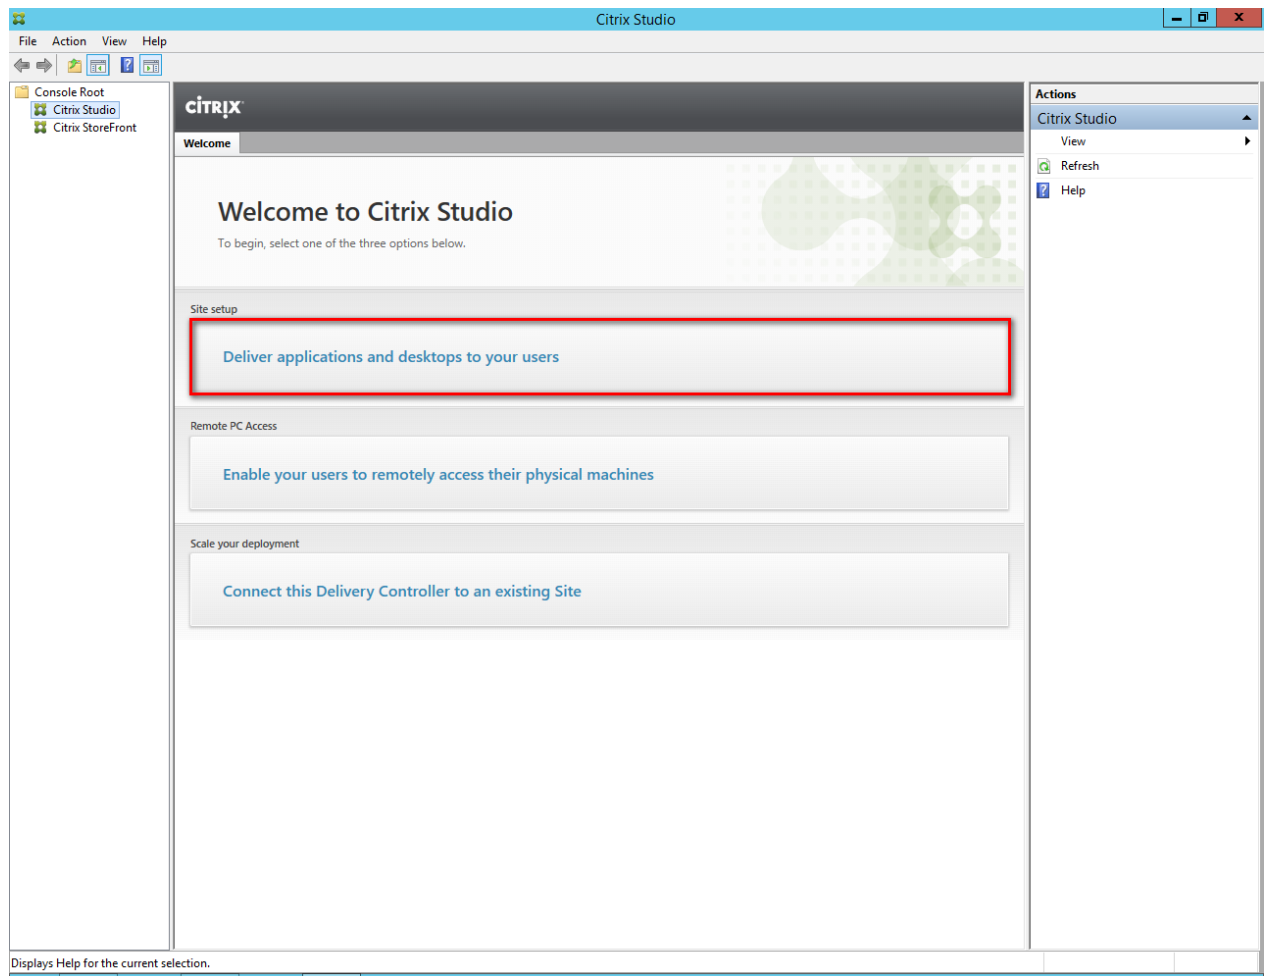 Citrix Studio
File Action View Help
Console Root
Citrix Studio
Citrix StoreFront
CİTRIX
Welcome
Welcome to Citrix Studio
To begin, select one of the three options below.
Site setup
Deliver applications and desktops to your users
Remote PC Access
Enable your users to remotely access their physical machines
Scale your deployment
Connect this Delivery Controller to an existing Site
Actions
Citrix Studio
View
Refresh
Help
Displays Help for the current selection.